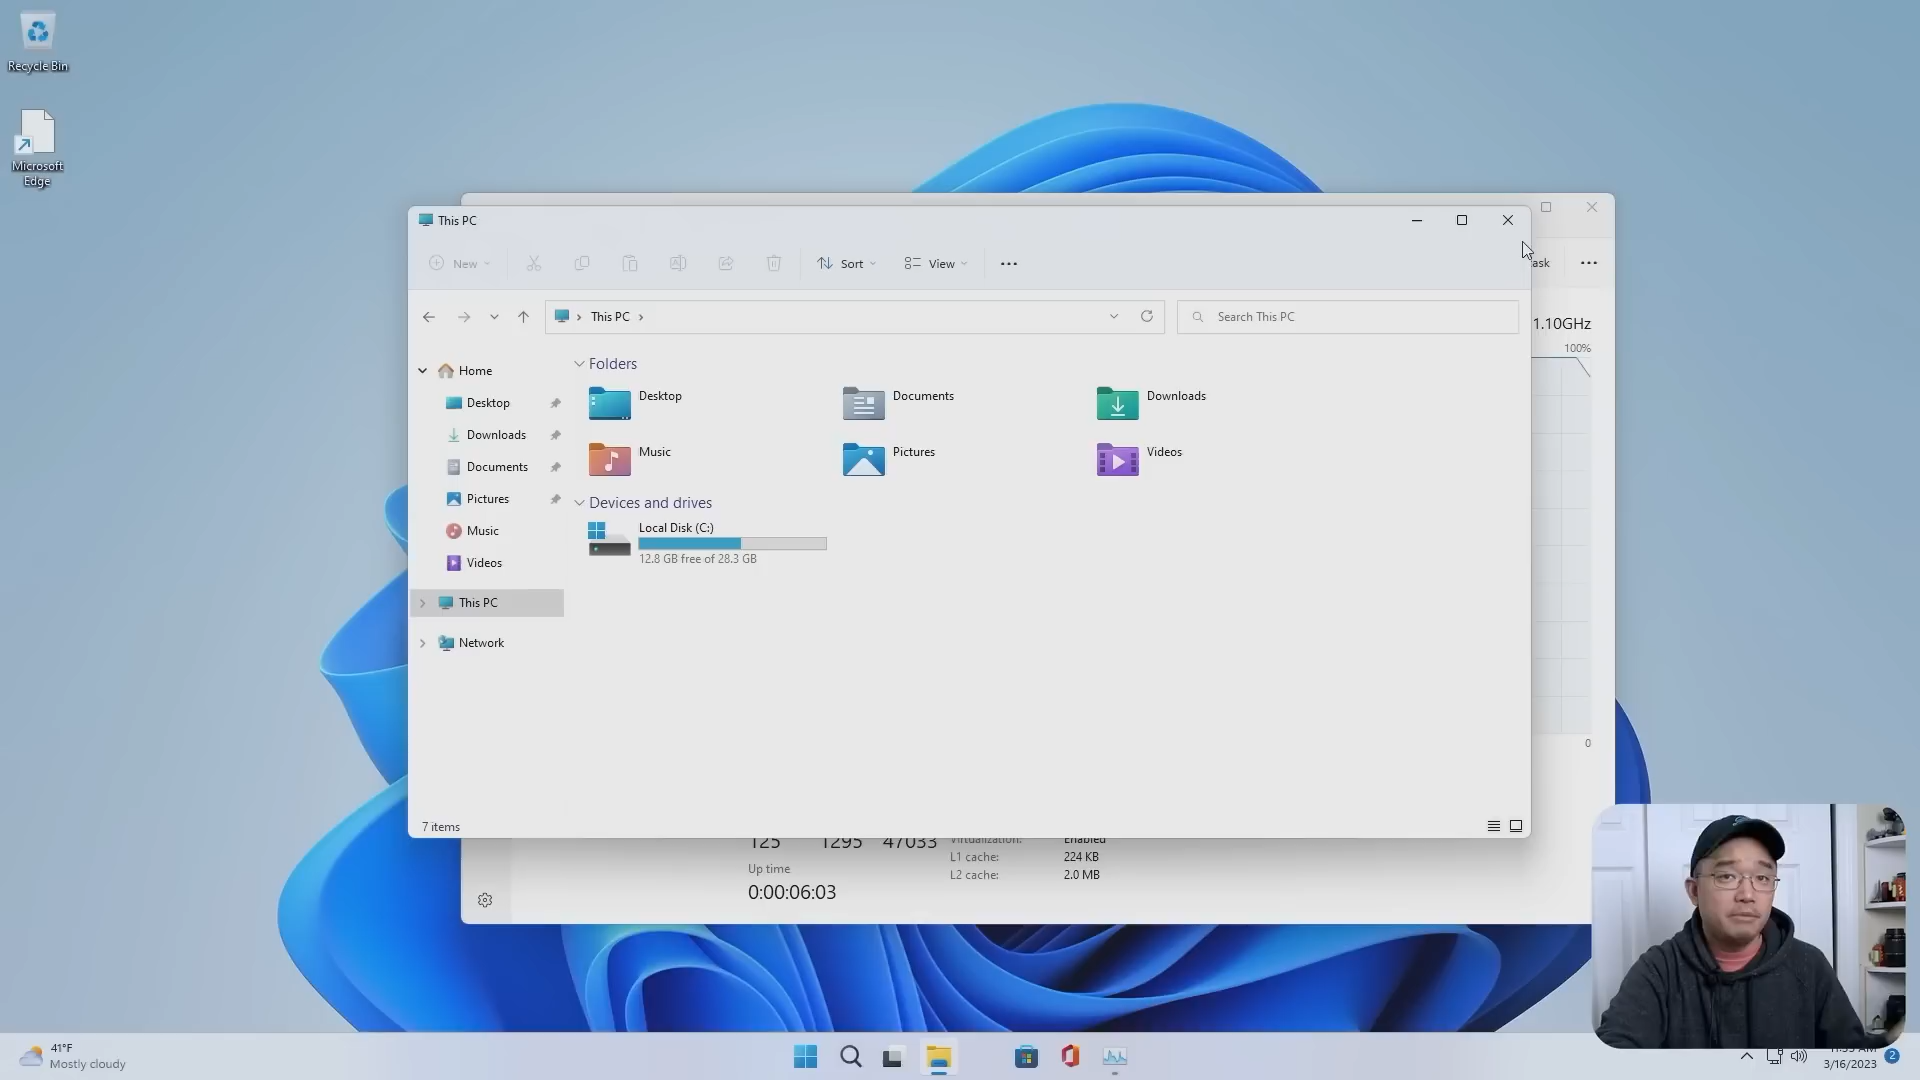 Recycle Bin
Microsoft
Edge
This PC
New
Sort
View
ask
This PC
Search This PC
1.10GHz
100%
Home
Desktop
Downloads
Documents
Pictures
Music
Videos
This PC
Network
Folders
Desktop
Documents
Downloads
Music
Pictures
Videos
Devices and drives
Local Disk (C:)
12.8 GB free of 28.3 GB
0
7 items
125 1295 47033
Virtualization: Enabled
L1 cache: 224 KB
Up time
L2 cache: 2.0 MB
0:00:06:03
41°F
Mostly cloudy
3/16/2023
2